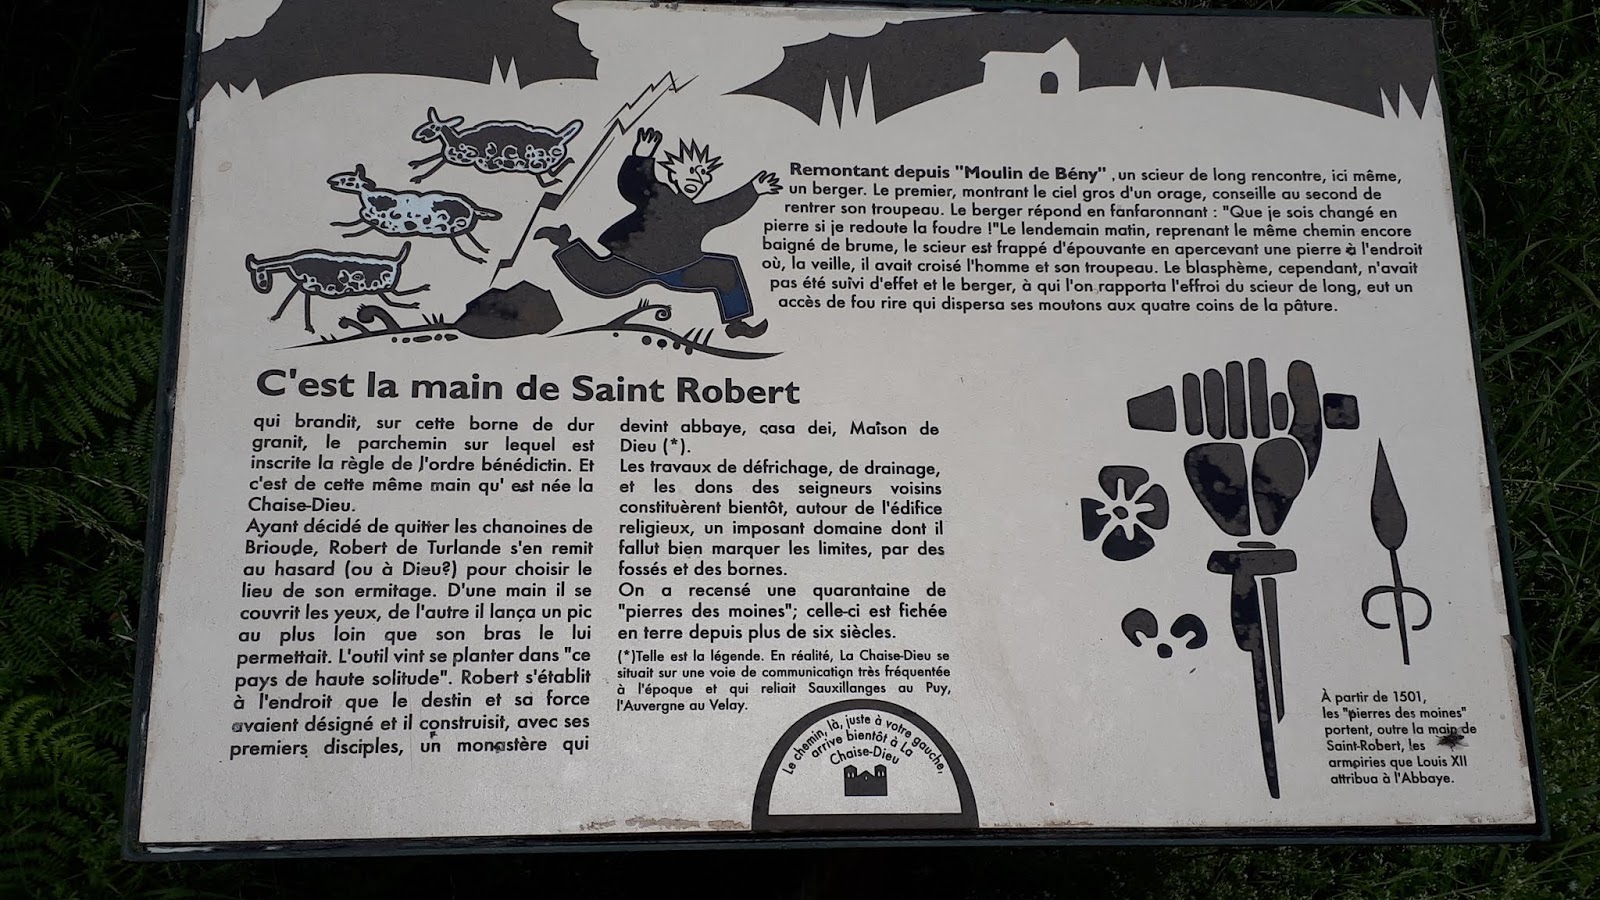 Remontant depuis "Moulin de Bény" , un scieur de long rencontre, ici même,
un berger. Le premier, montrant le ciel gros d'un orage, conseille au second de
rentrer son troupeau. Le berger répond en fanfaronnant : "Que je sois changé en
pierre si je redoute la foudre !"Le lendemain matin, reprenant le même chemin encore
baigné de brume, le scieur est frappé d'épouvante en apercevant une pierre à l'endroit
où, la veille, il avait croisé l'homme et son troupeau. Le blasphème, cependant, n'avait
pas été suivi d'effet et le berger, à qui l'on rapporta l'effroi du scieur de long, eut un
accès de fou rire qui dispersa ses moutons aux quatre coins de la pâture.
C'est la main de Saint Robert
qui brandit, sur cette borne de dur
granit, le parchemin sur lequel est
inscrite la règle de l'ordre bénédictin. Et
c'est de cette même main qu' est née la
Chaise-Dieu.
Ayant décidé de quitter les chanoines de
Brioude, Robert de Turlande s'en remit
au hasard (ou à Dieu?) pour choisir le
lieu de son ermitage. D'une main il se
couvrit les yeux, de l'autre il lança un pic
au plus loin que son bras le lui
permettait. L'outil vint se planter dans "ce
pays de haute solitude". Robert s'établit
à l'endroit que le destin et sa force
avaient désigné et il construisit, avec ses
premiers disciples, un monastère qui
devint abbaye, casa dei, Maison de
Dieu (*).
Les travaux de défrichage, de drainage,
et les dons des seigneurs voisins
constituèrent bientôt, autour de l'édifice
religieux, un imposant domaine dont il
fallut bien marquer les limites, par des
fossés et des bornes.
On a recensé une quarantaine de
"pierres des moines"; celle-ci est fichée
en terre depuis plus de six siècles.
(*)Telle est la légende. En réalité, La Chaise-Dieu se
situait sur une voie de communication très fréquentée
à l'époque et qui reliait Sauxillanges au Puy,
l'Auvergne au Velay.
Le chemin, là, juste à votre gauche,
arrive bientôt à La
Chaise-Dieu
À partir de 1501,
les "pierres des moines"
portent, outre la main de
Saint-Robert, les
armoiries que Louis XII
attribua à l'Abbaye.